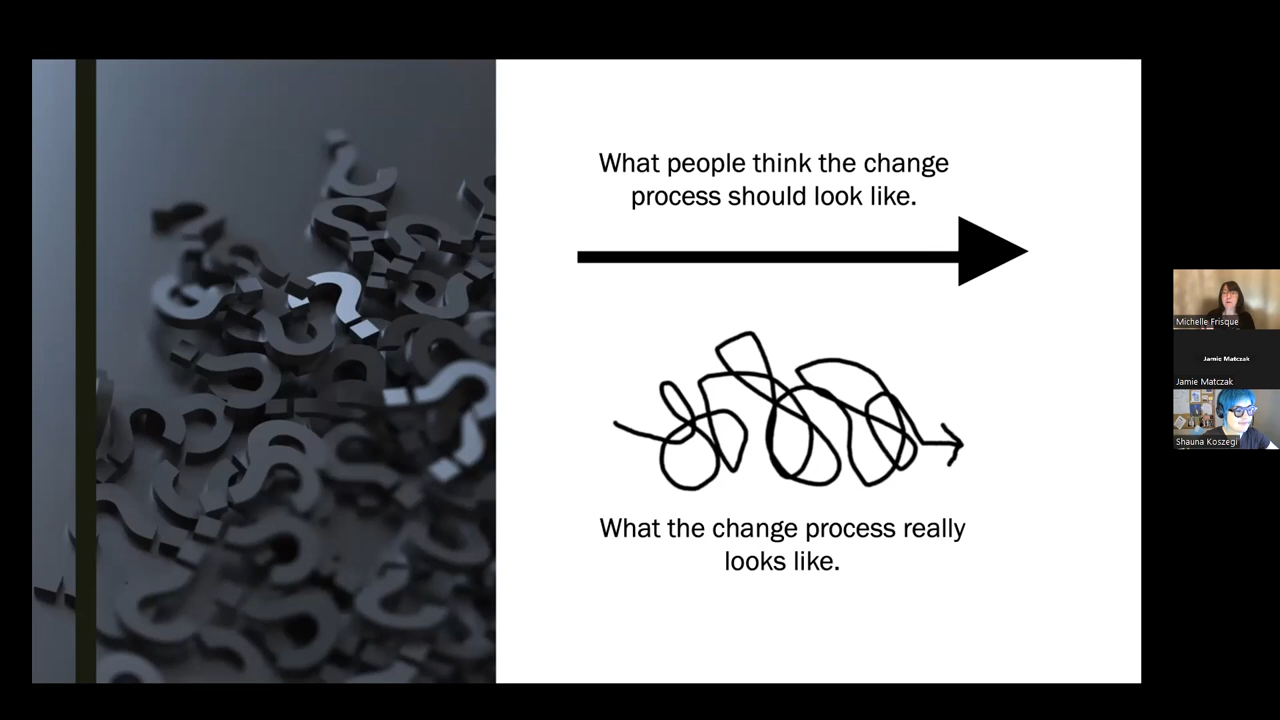 What people think the change
process should look like.
What the change process really
looks like.
Michelle Frisque
Jamie Matczak
Jamie Matczak
Shauna Koszegi